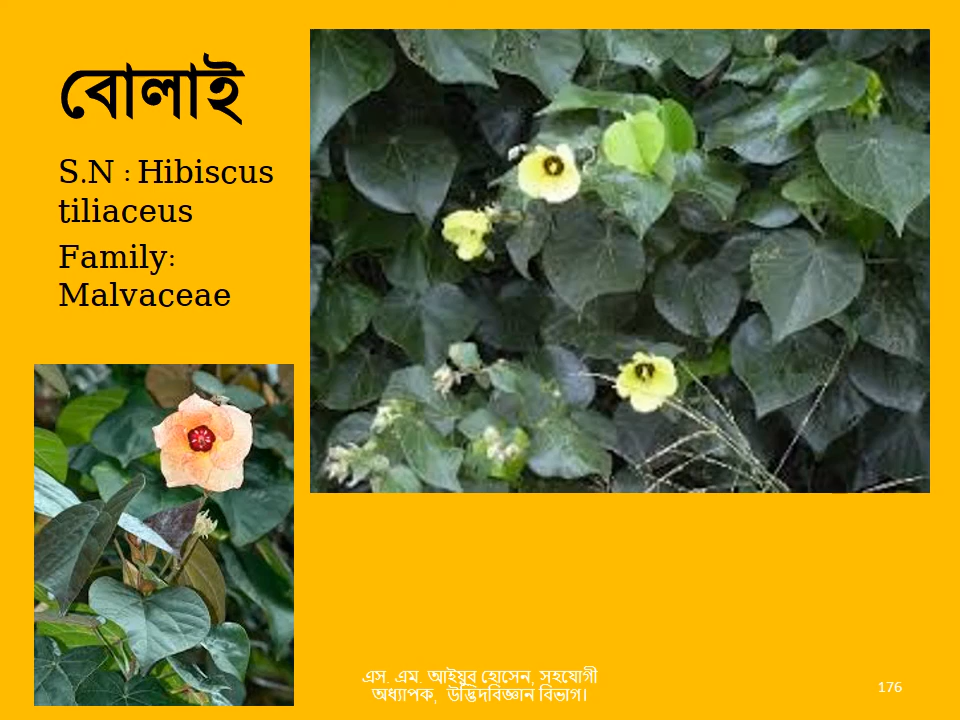 বোলাই
S.N : Hibiscus
tiliaceus
Family:
Malvaceae
এস. এম. আইয়ুব হোসেন, সহযোগী
অধ্যাপক, উদ্ভিদবিজ্ঞান বিভাগ।
176